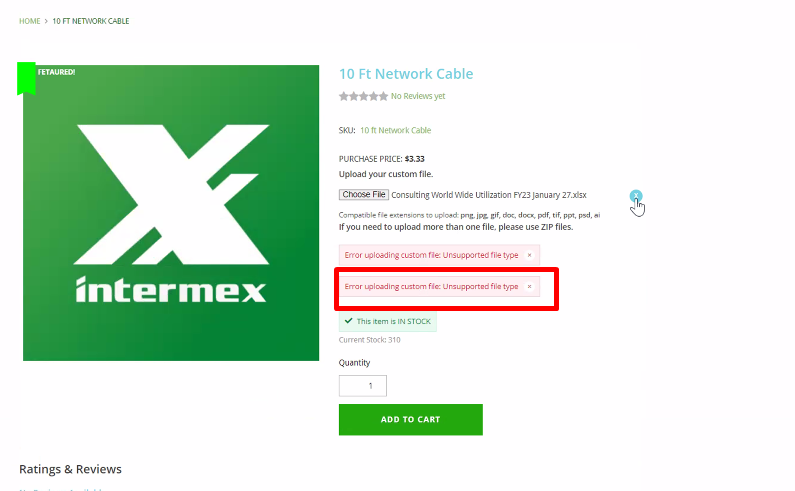 HOME > 10 FT NETWORK CABLE
FETAURED!
intermex
10 Ft Network Cable
No Reviews yet
SKU: 10 ft Network Cable
PURCHASE PRICE: $3.33
Upload your custom file.
Choose File Consulting World Wide Utilization FY23 January 27.xlsx
X
Compatible file extensions to upload: png, jpg, gif, doc, docx, pdf, tif, ppt, psd, ai
If you need to upload more than one file, please use ZIP files.
Error uploading custom file: Unsupported file type ×
Error uploading custom file: Unsupported file type ×
This item is IN STOCK
Current Stock: 310
Quantity
1
ADD TO CART
Ratings & Reviews